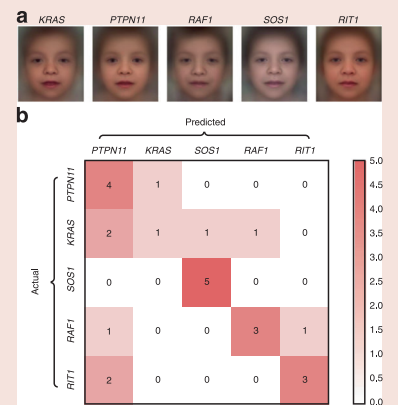 a
KRAS PTPN11 RAF1 SOS1 RIT1
b
Predicted
PTPN11 KRAS SOS1 RAF1 RIT1
Actual
PTPN11 4 1 0 0 0
KRAS 2 1 1 1 0
SOS1 0 0 5 0 0
RAF1 1 0 0 3 1
RIT1 2 0 0 0 3
5.0
4.5
4.0
3.5
3.0
2.5
2.0
1.5
1.0
0.5
0.0